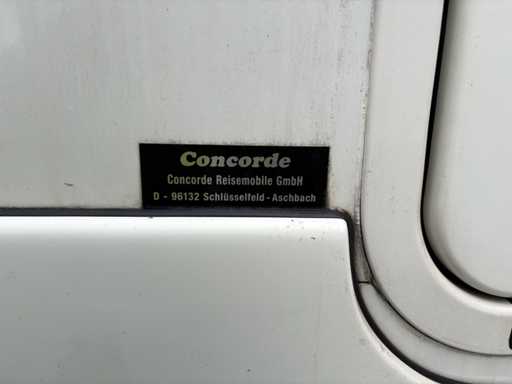 Concorde
Concorde Reisemobile GmbH
D - 96132 Schlüsselfeld - Aschbach